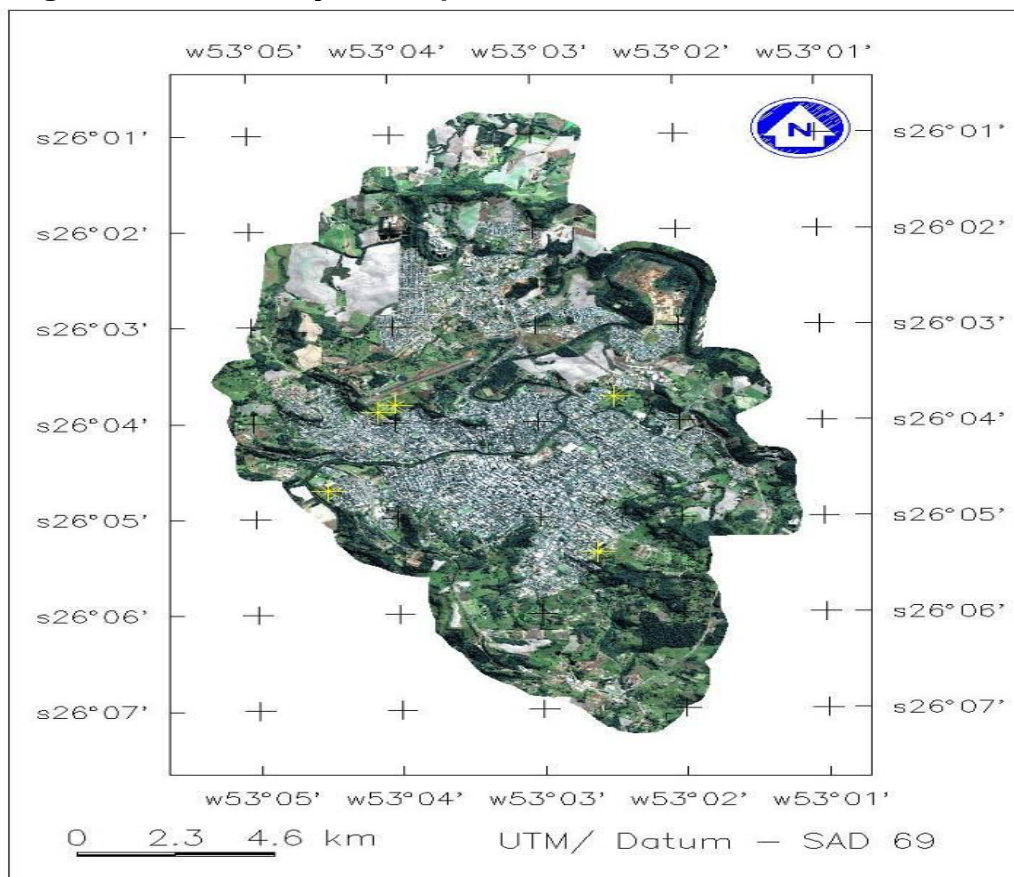 w53°05' w53°04' w53°03' w53°02' w53°01'
N
s26°01' s26°01'
s26°02' s26°02'
s26°03' s26°03'
s26°04' s26°04'
s26°05' s26°05'
s26°06' s26°06'
s26°07' s26°07'
w53°05' w53°04' w53°03' w53°02' w53°01'
0 2.3 4.6 km UTM/ Datum – SAD 69